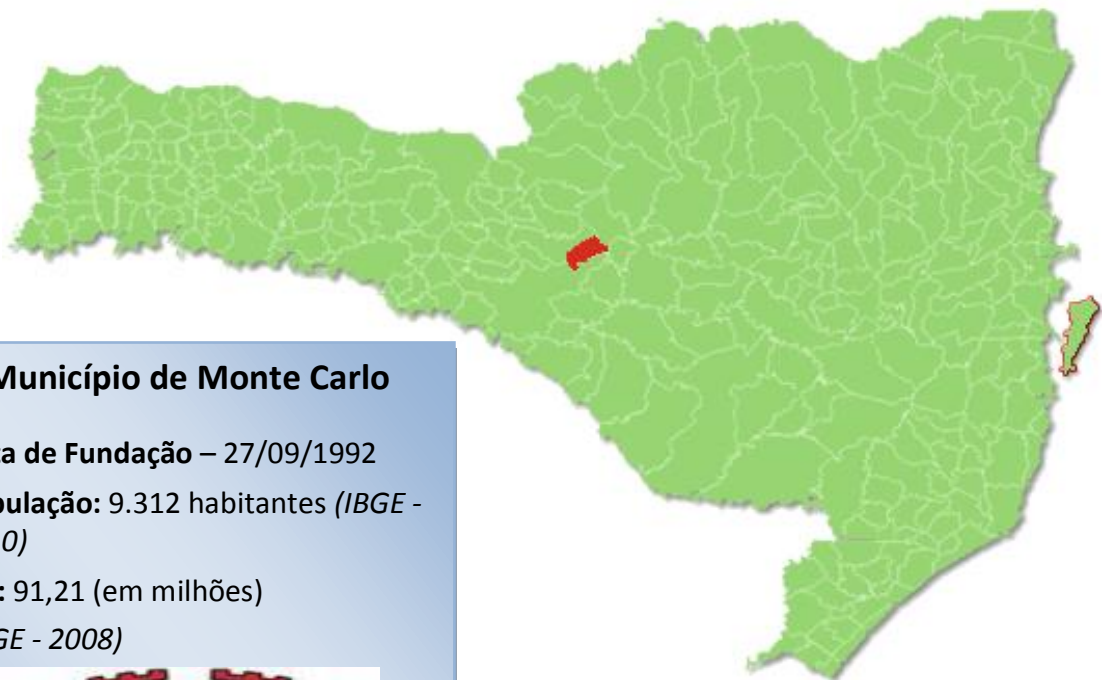 Município de Monte Carlo
a de Fundação – 27/09/1992
pulação: 9.312 habitantes (IBGE -
0)
: 91,21 (em milhões)
GE - 2008)